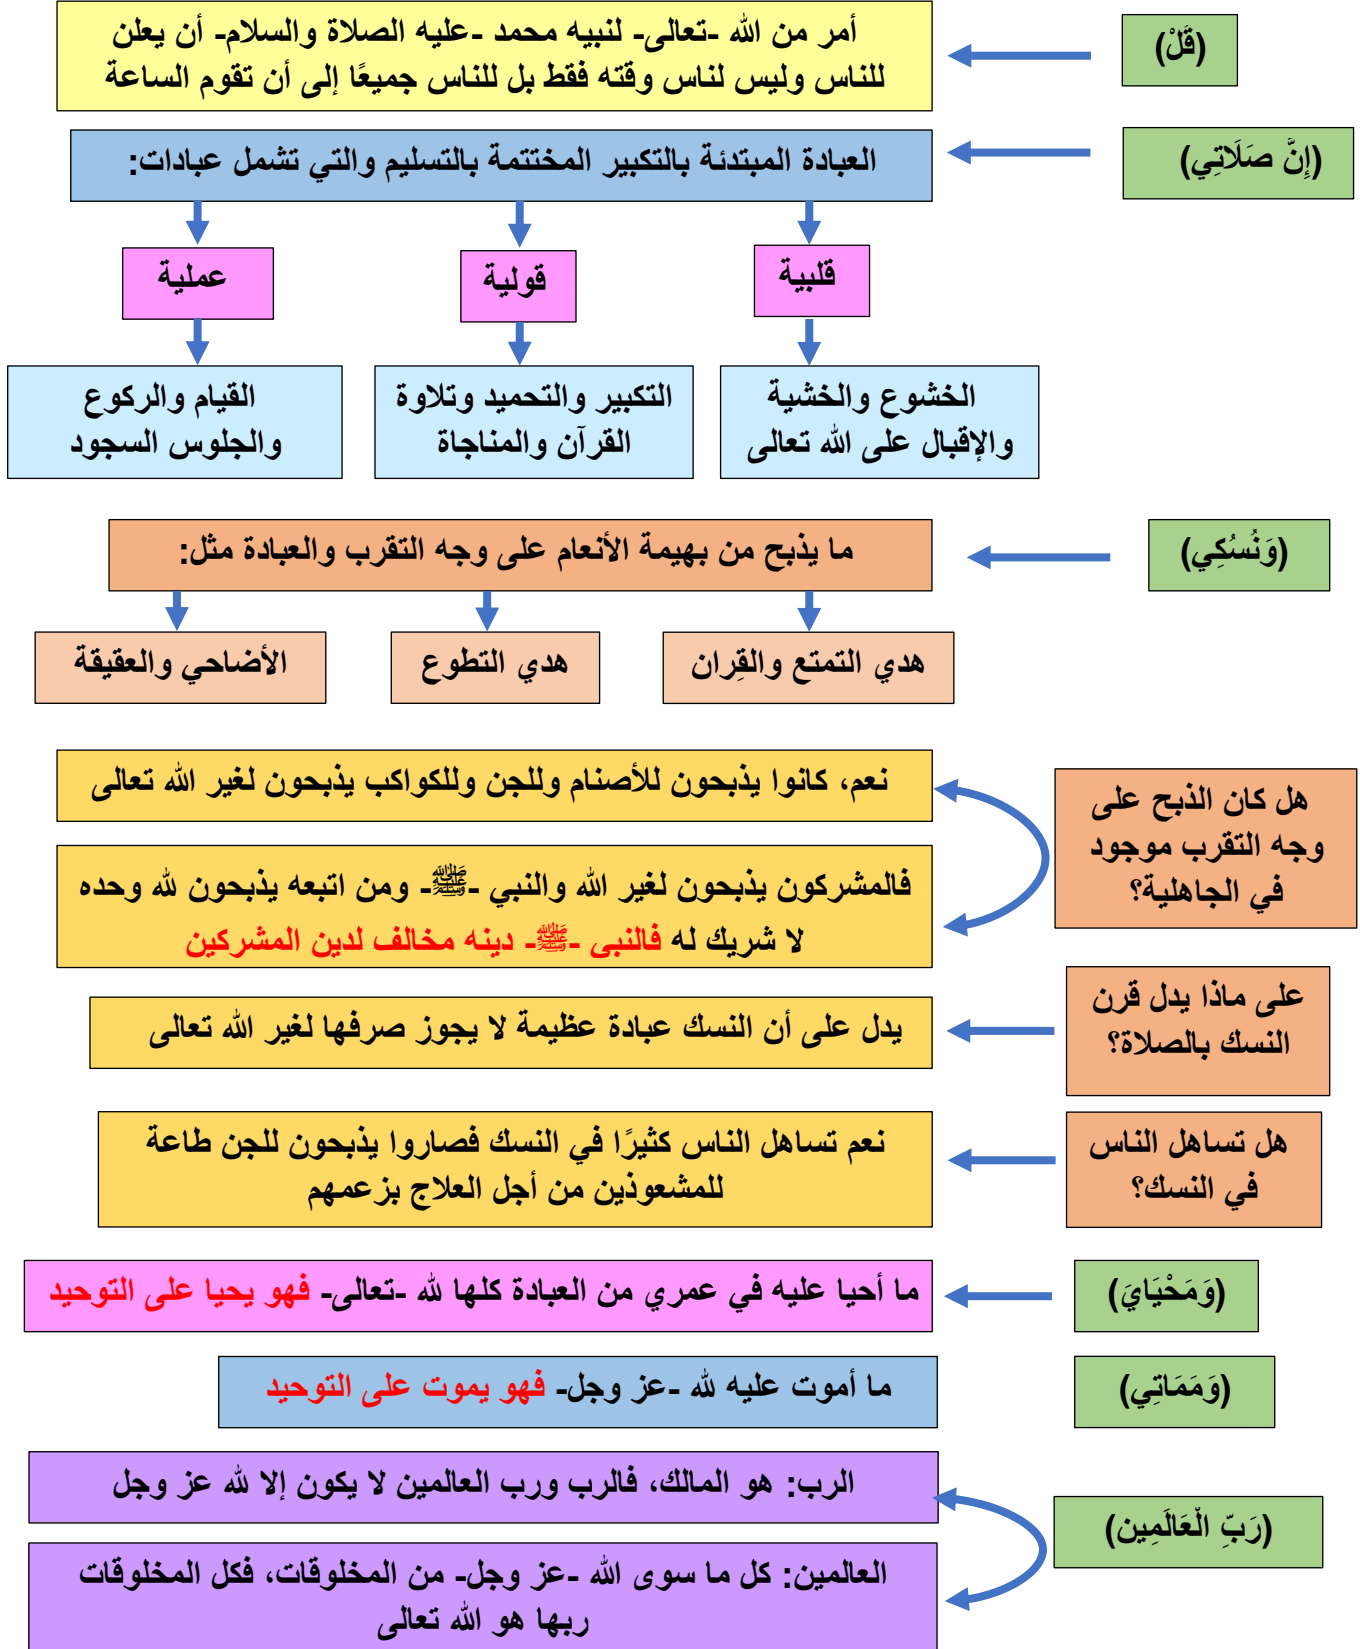 (قُلْ)
أمر من الله -تعالى- لنبيه محمد -عليه الصلاة والسلام- أن يعلن
للناس وليس لناس وقته فقط بل للناس جميعًا إلى أن تقوم الساعة
(إِنَّ صَلَاتِي)
العبادة المبتدئة بالتكبير المختتمة بالتسليم والتي تشمل عبادات:
قلبية
قولية
عملية
الخشوع والخشية
والإقبال على الله تعالى
التكبير والتحميد وتلاوة
القرآن والمناجاة
القيام والركوع
والجلوس السجود
(وَنُسُكِي)
ما يذبح من بهيمة الأنعام على وجه التقرب والعبادة مثل:
هدي التمتع والقِران
هدي التطوع
الأضاحي والعقيقة
هل كان الذبح على
وجه التقرب موجود
في الجاهلية؟
نعم، كانوا يذبحون للأصنام وللجن وللكواكب يذبحون لغير الله تعالى
فالمشركون يذبحون لغير الله والنبي -ﷺ- ومن اتبعه يذبحون لله وحده
لا شريك له فالنبى -ﷺ- دينه مخالف لدين المشركين
على ماذا يدل قرن
النسك بالصلاة؟
يدل على أن النسك عبادة عظيمة لا يجوز صرفها لغير الله تعالى
هل تساهل الناس
في النسك؟
نعم تساهل الناس كثيرًا في النسك فصاروا يذبحون للجن طاعة
للمشعوذين من أجل العلاج بزعمهم
(وَمَحْيَايَ)
ما أحيا عليه في عمري من العبادة كلها لله -تعالى- فهو يحيا على التوحيد
(وَمَمَاتِي)
ما أموت عليه لله -عز وجل- فهو يموت على التوحيد
(رَبِّ الْعَالَمِين)
الرب: هو المالك، فالرب ورب العالمين لا يكون إلا لله عز وجل
العالمين: كل ما سوى الله -عز وجل- من المخلوقات، فكل المخلوقات
ربها هو الله تعالى